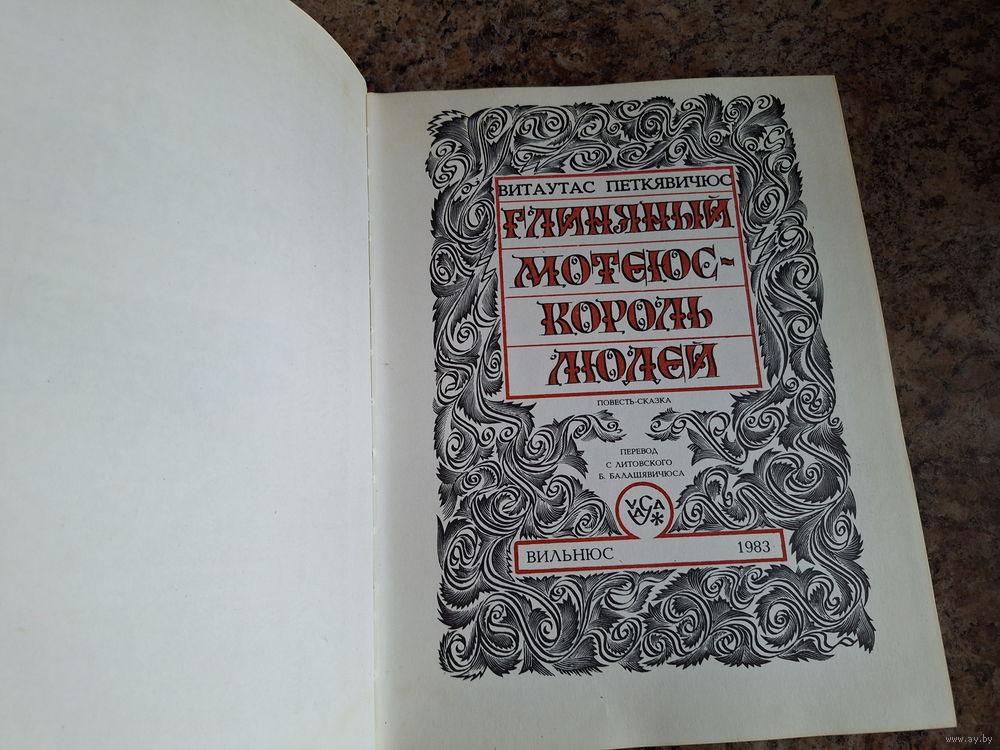 ВИТАУТАС ПЕТКЯВИЧЮС
ГЛИНЯНЫЙ
МОТЕЮС-
КОРОЛЬ
ЛЮДЕЙ
ПОВЕСТЬ-СКАЗКА
ПЕРЕВОД
С ЛИТОВСКОГО
Б. БАЛАШЯВИЧЮСА
ВИЛЬНЮС 1983
www.ay.by